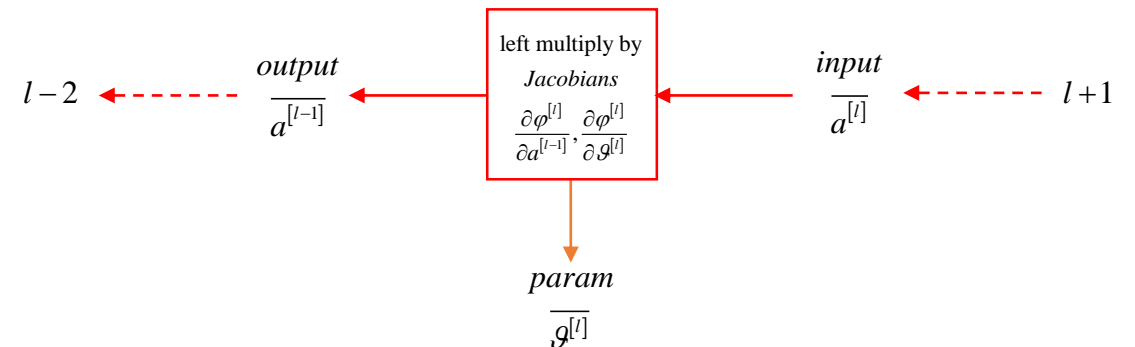 left multiply by
output
input
Jacobians
l − 2
l + 1
a̅^[l−1]
∂φ^[l]/∂a^[l−1], ∂φ^[l]/∂ϑ^[l]
a̅^[l]
param
ϑ̅^[l]